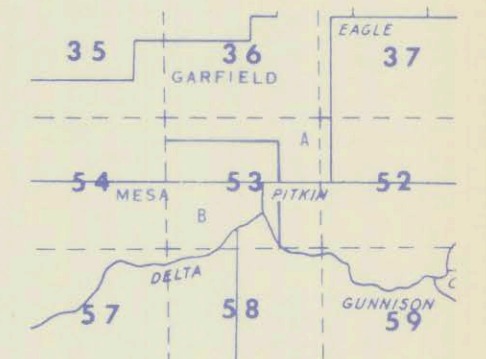 EAGLE
35 36 37
GARFIELD
A
54 53 52
MESA PITKIN
B
DELTA
GUNNISON
57 58 59